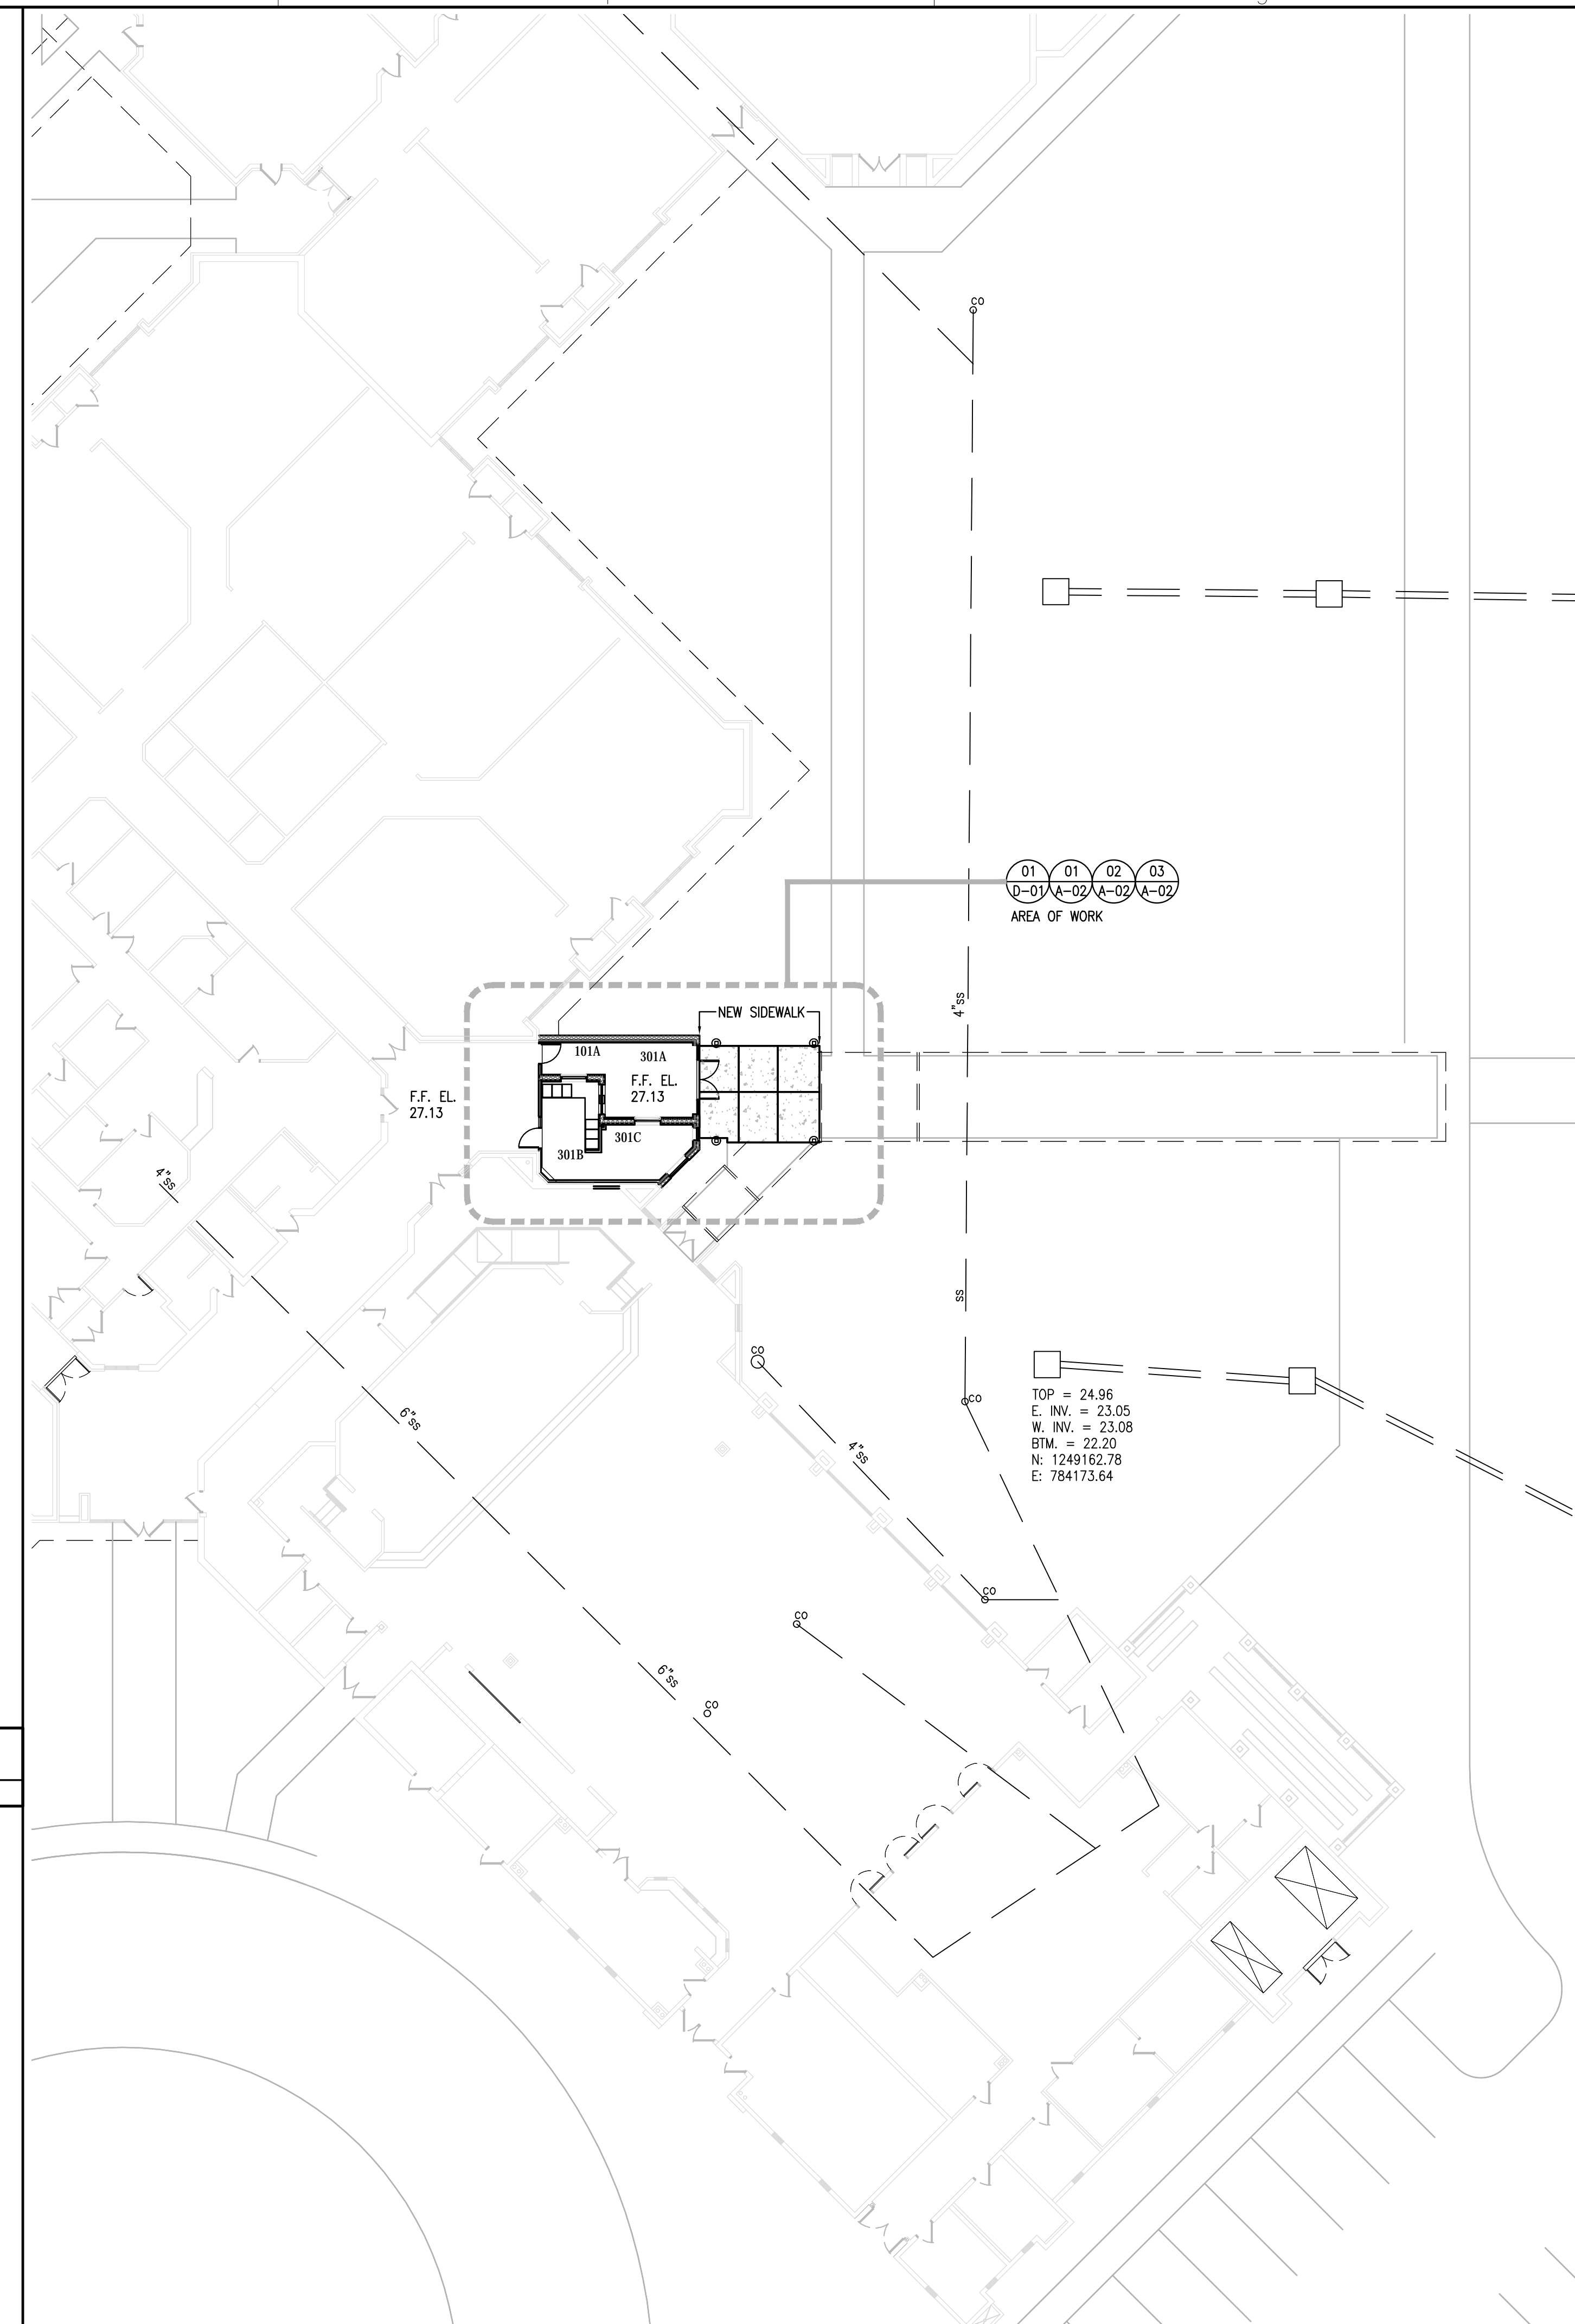 CO
01 01 02 03
D-01 A-02 A-02 A-02
AREA OF WORK
4"SS
NEW SIDEWALK
101A
301A
F.F. EL.
27.13
F.F. EL.
27.13
301C
301B
4"SS
SS
CO
TOP = 24.96
E. INV. = 23.05
W. INV. = 23.08
BTM. = 22.20
N: 1249162.78
E: 784173.64
CO
6"SS
4"SS
CO
CO
6"SS
CO